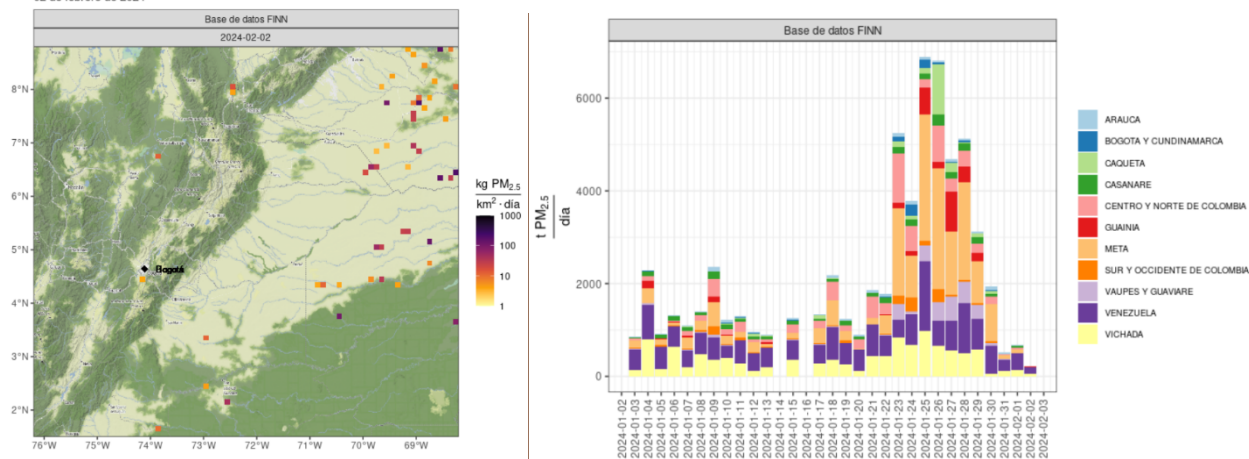 Base de datos FINN
2024-02-02
8°N
7°N
6°N
5°N
4°N
3°N
2°N
Bogotá
76°W
75°W
74°W
73°W
72°W
71°W
70°W
69°W
kg PM2.5
km² · día
1000
100
10
1
Base de datos FINN
t PM2.5
día
6000
4000
2000
0
2024-01-02
2024-01-03
2024-01-04
2024-01-05
2024-01-06
2024-01-07
2024-01-08
2024-01-09
2024-01-10
2024-01-11
2024-01-12
2024-01-13
2024-01-14
2024-01-15
2024-01-16
2024-01-17
2024-01-18
2024-01-19
2024-01-20
2024-01-21
2024-01-22
2024-01-23
2024-01-24
2024-01-25
2024-01-26
2024-01-27
2024-01-28
2024-01-29
2024-01-30
2024-01-31
2024-02-01
2024-02-02
2024-02-03
ARAUCA
BOGOTA Y CUNDINAMARCA
CAQUETA
CASANARE
CENTRO Y NORTE DE COLOMBIA
GUAINIA
META
SUR Y OCCIDENTE DE COLOMBIA
VAUPES Y GUAVIARE
VENEZUELA
VICHADA